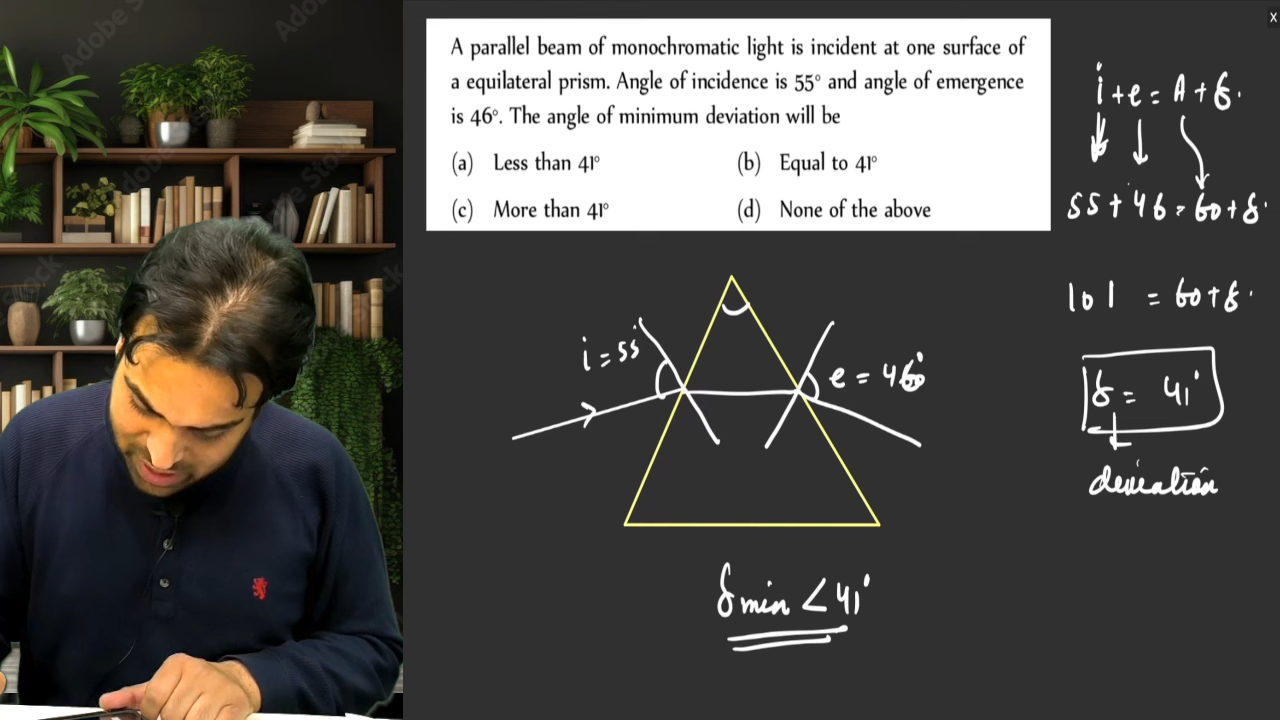 A parallel beam of monochromatic light is incident at one surface of
a equilateral prism. Angle of incidence is 55° and angle of emergence
is 46°. The angle of minimum deviation will be
(a) Less than 41° (b) Equal to 41°
(c) More than 41° (d) None of the above
i + e = A + δ.
55 + 46 = 60 + δ.
101 = 60 + δ.
δ = 41°
deviation
i = 55°
e = 46°
δmin < 41°
Adobe Stock
x